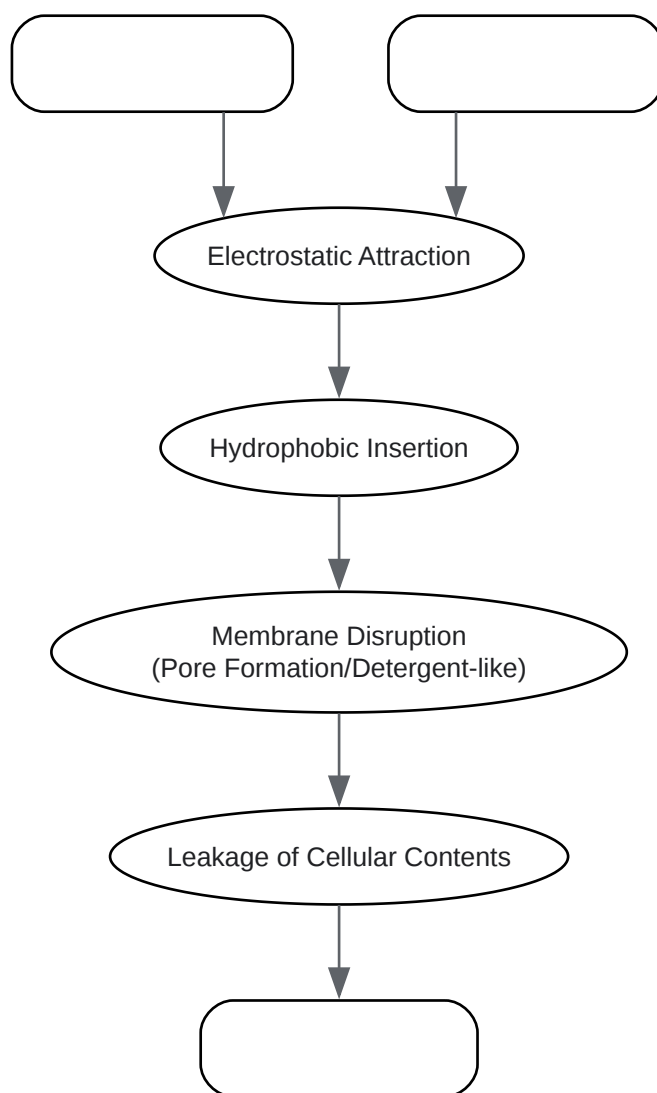 Electrostatic Attraction
Hydrophobic Insertion
Membrane Disruption
(Pore Formation/Detergent-like)
Leakage of Cellular Contents